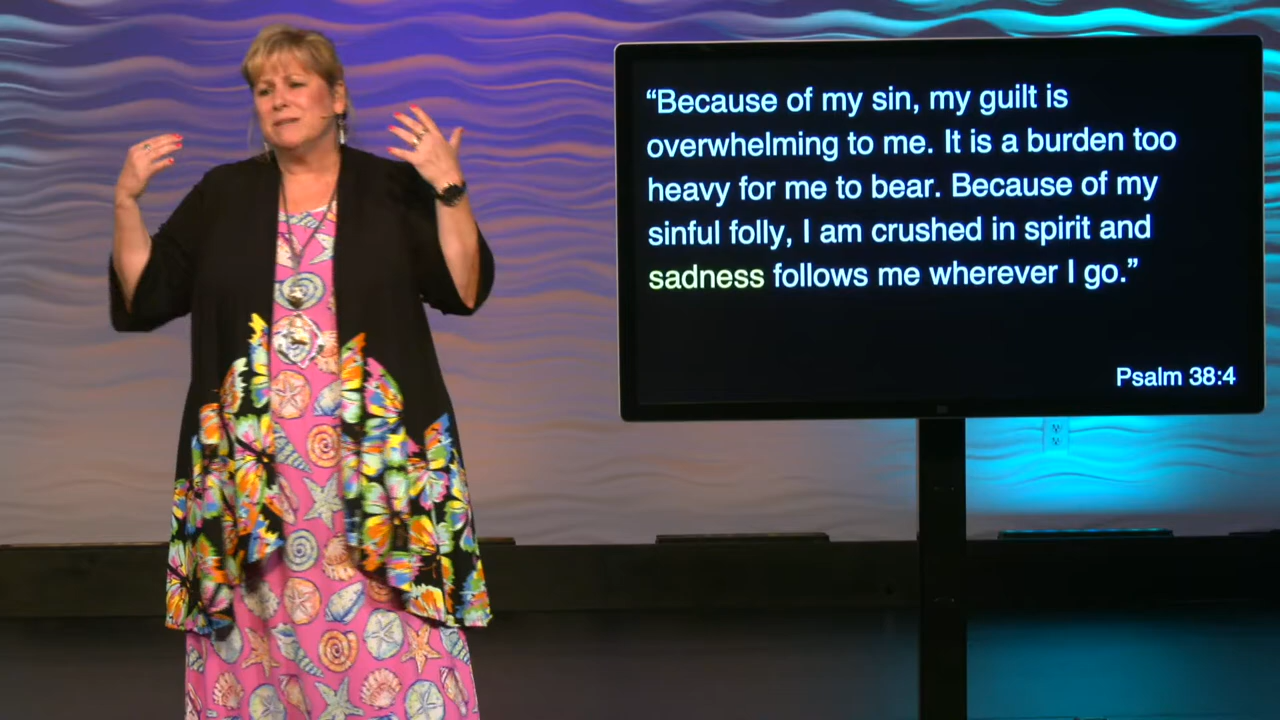 “Because of my sin, my guilt is
overwhelming to me. It is a burden too
heavy for me to bear. Because of my
sinful folly, I am crushed in spirit and
sadness follows me wherever I go.”
Psalm 38:4